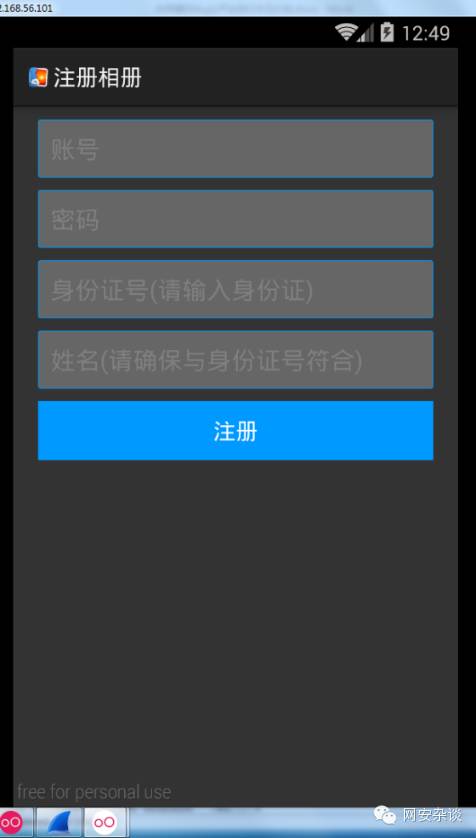 2.168.56.101
12:49
注册相册
账号
密码
身份证号(请输入身份证)
姓名(请确保与身份证号符合)
注册
free for personal use
网安杂谈